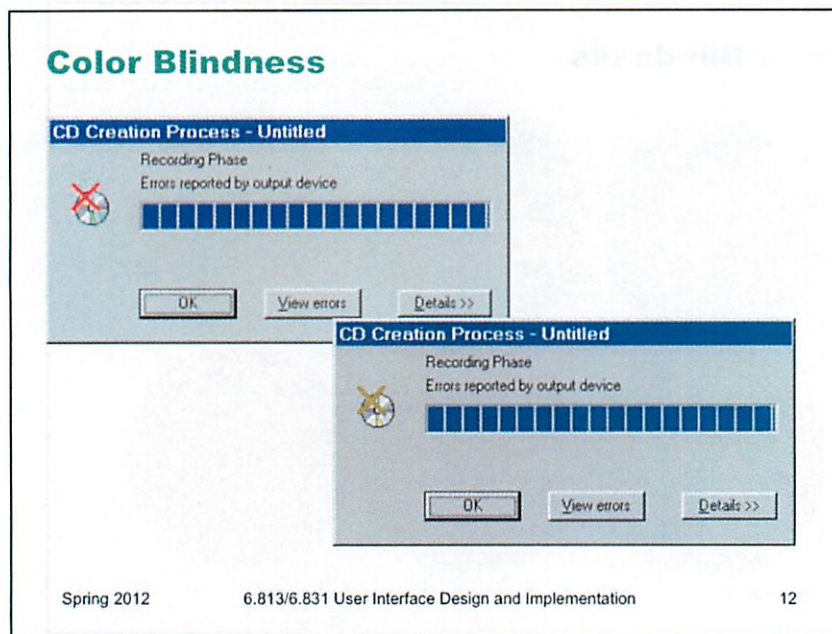 Color Blindness
CD Creation Process - Untitled
Recording Phase
Errors reported by output device
OK View errors Details >>
CD Creation Process - Untitled
Recording Phase
Errors reported by output device
OK View errors Details >>
Spring 2012 6.813/6.831 User Interface Design and Implementation 12